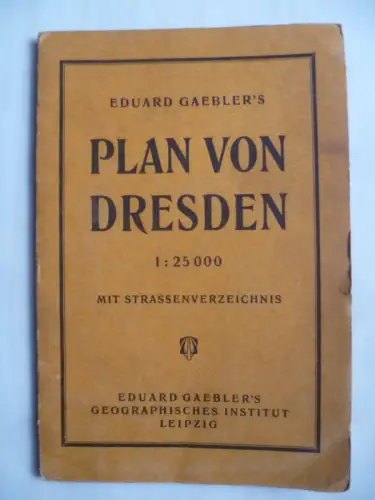 EDUARD GAEBLER'S
PLAN VON
DRESDEN
1:25000
MIT STRASSENVERZEICHNIS
EDUARD GAEBLER'S
GEOGRAPHISCHES INSTITUT
LEIPZIG